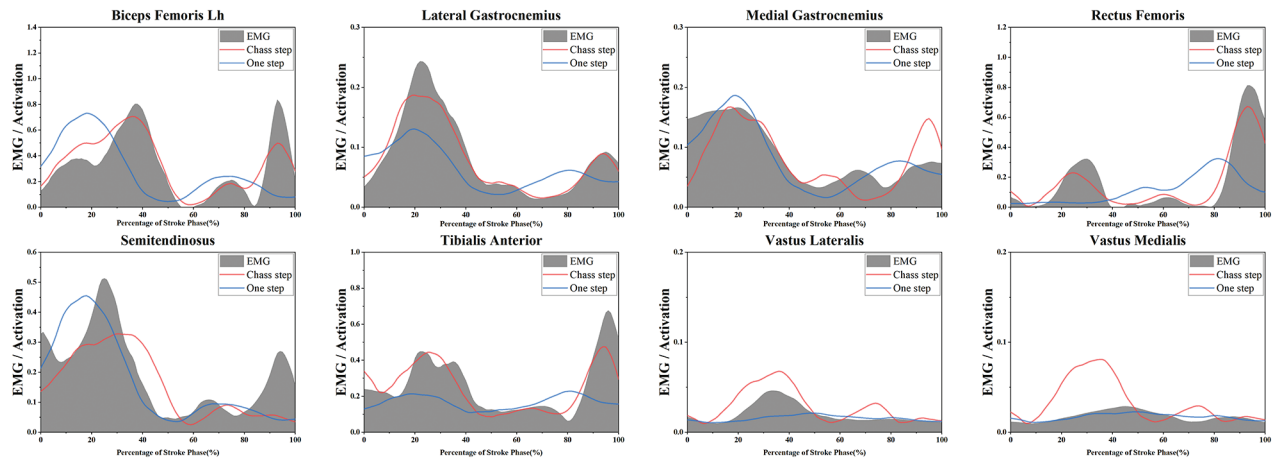 Biceps Femoris Lh
EMG / Activation
1.4
1.2
1.0
0.8
0.6
0.4
0.2
0.0
0 20 40 60 80 100
Percentage of Stroke Phase(%)
EMG
Chass step
One step
Lateral Gastrocnemius
EMG / Activation
0.3
0.2
0.1
0.0
0 20 40 60 80 100
Percentage of Stroke Phase(%)
EMG
Chass step
One step
Medial Gastrocnemius
EMG / Activation
0.3
0.2
0.1
0.0
0 20 40 60 80 100
Percentage of Stroke Phase(%)
EMG
Chass step
One step
Rectus Femoris
EMG / Activation
1.2
1.0
0.8
0.6
0.4
0.2
0.0
0 20 40 60 80 100
Percentage of Stroke Phase(%)
EMG
Chass step
One step
Semitendinosus
EMG / Activation
0.6
0.5
0.4
0.3
0.2
0.1
0.0
0 20 40 60 80 100
Percentage of Stroke Phase(%)
EMG
Chass step
One step
Tibialis Anterior
EMG / Activation
1.0
0.8
0.6
0.4
0.2
0.0
0 20 40 60 80 100
Percentage of Stroke Phase(%)
EMG
Chass step
One step
Vastus Lateralis
EMG / Activation
0.2
0.1
0.0
0 20 40 60 80 100
Percentage of Stroke Phase(%)
EMG
Chass step
One step
Vastus Medialis
EMG / Activation
0.2
0.1
0.0
0 20 40 60 80 100
Percentage of Stroke Phase(%)
EMG
Chass step
One step